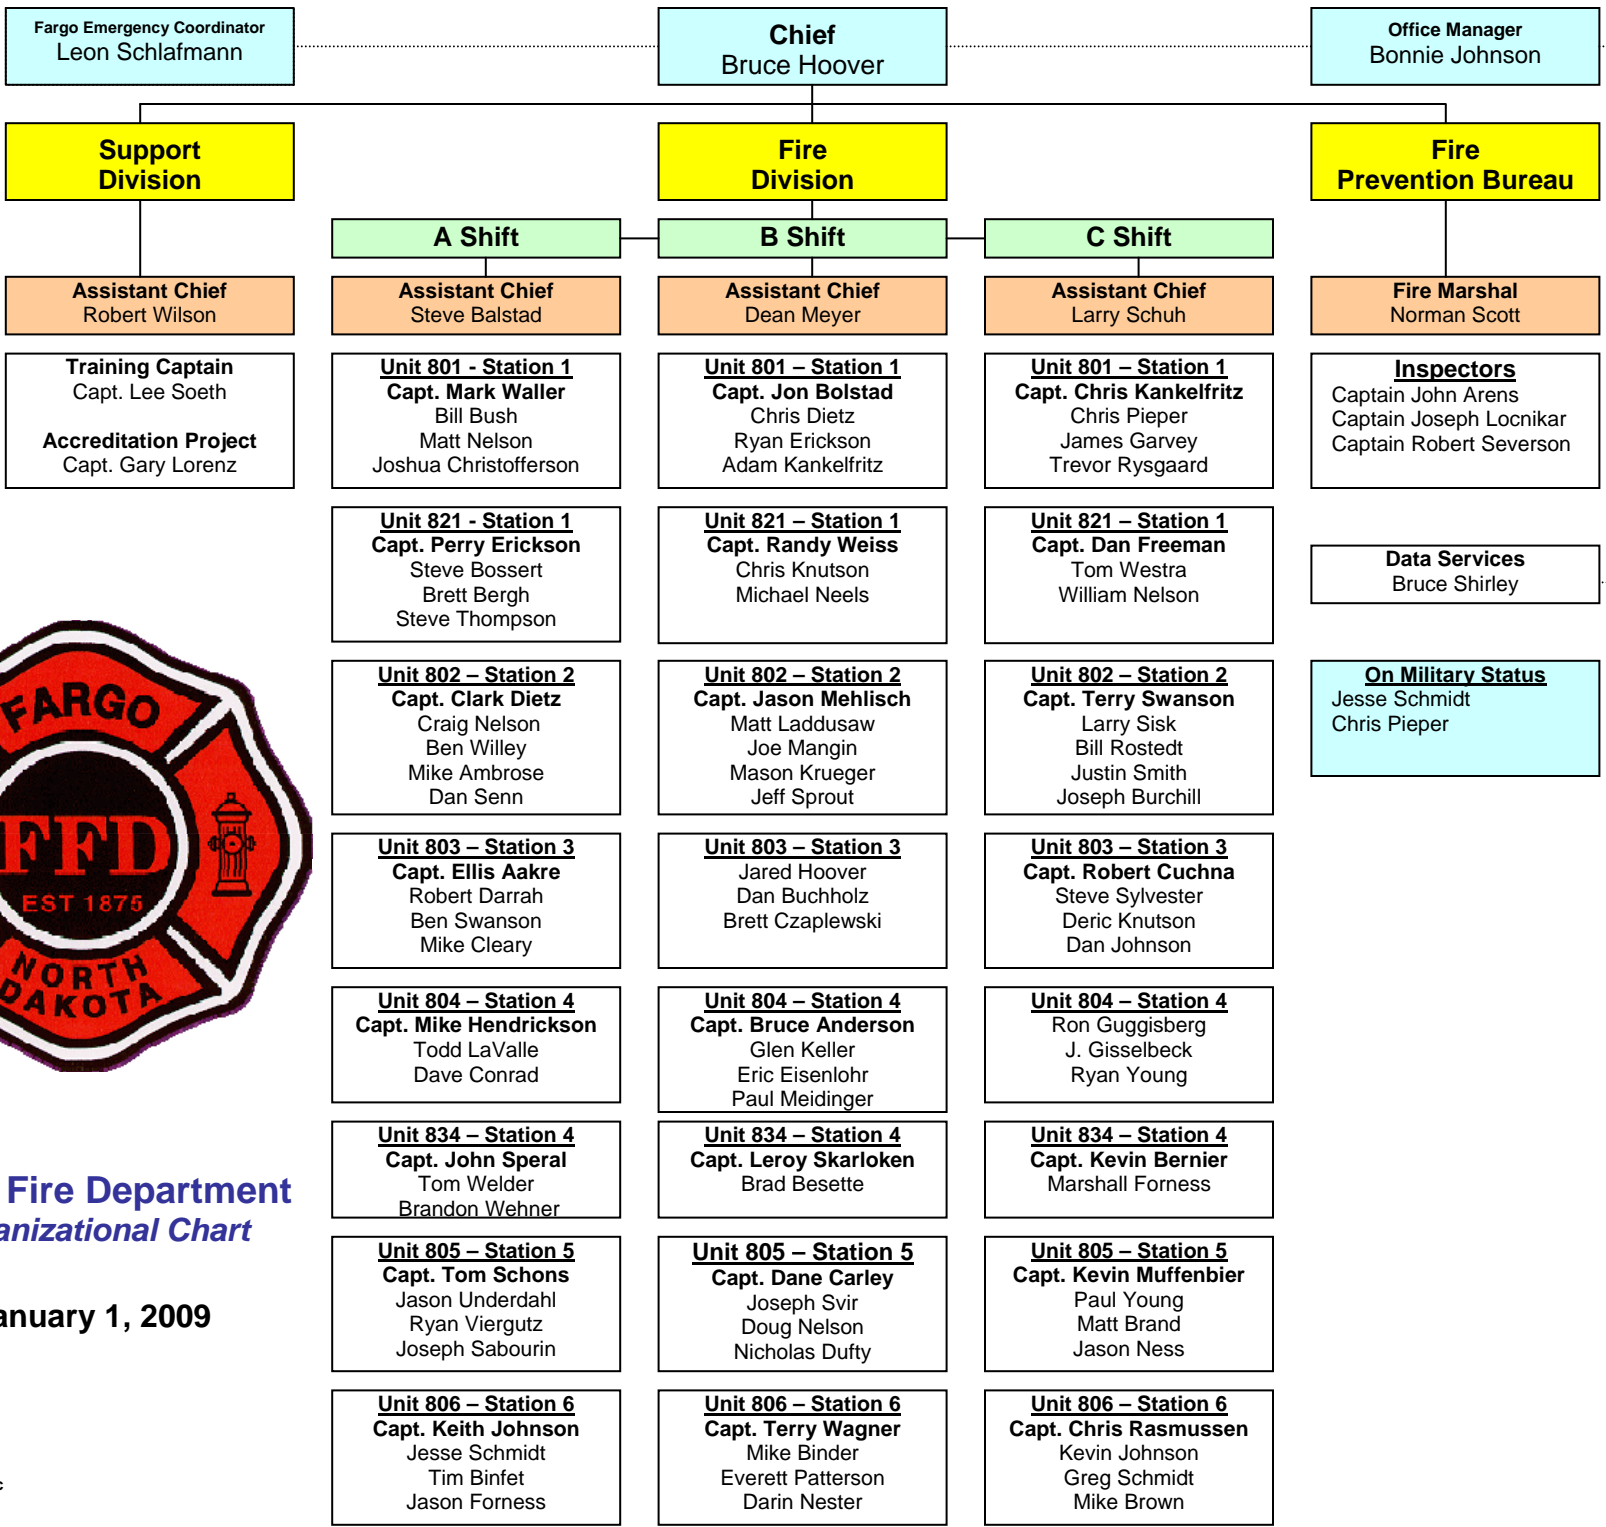 Fargo Emergency Coordinator
Leon Schlafmann
Chief
Bruce Hoover
Office Manager
Bonnie Johnson
Support
Division
Fire
Division
Fire
Prevention Bureau
A Shift
B Shift
C Shift
Assistant Chief
Robert Wilson
Assistant Chief
Steve Balstad
Assistant Chief
Dean Meyer
Assistant Chief
Larry Schuh
Fire Marshal
Norman Scott
Training Captain
Capt. Lee Soeth
Accreditation Project
Capt. Gary Lorenz
Unit 801 - Station 1
Capt. Mark Waller
Bill Bush
Matt Nelson
Joshua Christofferson
Unit 801 – Station 1
Capt. Jon Bolstad
Chris Dietz
Ryan Erickson
Adam Kankelfritz
Unit 801 – Station 1
Capt. Chris Kankelfritz
Chris Pieper
James Garvey
Trevor Rysgaard
Inspectors
Captain John Arens
Captain Joseph Locnikar
Captain Robert Severson
Unit 821 - Station 1
Capt. Perry Erickson
Steve Bossert
Brett Bergh
Steve Thompson
Unit 821 – Station 1
Capt. Randy Weiss
Chris Knutson
Michael Neels
Unit 821 – Station 1
Capt. Dan Freeman
Tom Westra
William Nelson
Data Services
Bruce Shirley
Unit 802 – Station 2
Capt. Clark Dietz
Craig Nelson
Ben Willey
Mike Ambrose
Dan Senn
Unit 802 – Station 2
Capt. Jason Mehlisch
Matt Laddusaw
Joe Mangin
Mason Krueger
Jeff Sprout
Unit 802 – Station 2
Capt. Terry Swanson
Larry Sisk
Bill Rostedt
Justin Smith
Joseph Burchill
On Military Status
Jesse Schmidt
Chris Pieper
FARGO
FFD
EST 1875
NORTH
DAKOTA
Unit 803 – Station 3
Capt. Ellis Aakre
Robert Darrah
Ben Swanson
Mike Cleary
Unit 803 – Station 3
Jared Hoover
Dan Buchholz
Brett Czaplewski
Unit 803 – Station 3
Capt. Robert Cuchna
Steve Sylvester
Deric Knutson
Dan Johnson
Unit 804 – Station 4
Capt. Mike Hendrickson
Todd LaValle
Dave Conrad
Unit 804 – Station 4
Capt. Bruce Anderson
Glen Keller
Eric Eisenlohr
Paul Meidinger
Unit 804 – Station 4
Ron Guggisberg
J. Gisselbeck
Ryan Young
Unit 834 – Station 4
Capt. John Speral
Tom Welder
Brandon Wehner
Unit 834 – Station 4
Capt. Leroy Skarloken
Brad Besette
Unit 834 – Station 4
Capt. Kevin Bernier
Marshall Forness
Fire Department
anizational Chart
anuary 1, 2009
Unit 805 – Station 5
Capt. Tom Schons
Jason Underdahl
Ryan Viergutz
Joseph Sabourin
Unit 805 – Station 5
Capt. Dane Carley
Joseph Svir
Doug Nelson
Nicholas Dufty
Unit 805 – Station 5
Capt. Kevin Muffenbier
Paul Young
Matt Brand
Jason Ness
Unit 806 – Station 6
Capt. Keith Johnson
Jesse Schmidt
Tim Binfet
Jason Forness
Unit 806 – Station 6
Capt. Terry Wagner
Mike Binder
Everett Patterson
Darin Nester
Unit 806 – Station 6
Capt. Chris Rasmussen
Kevin Johnson
Greg Schmidt
Mike Brown
c